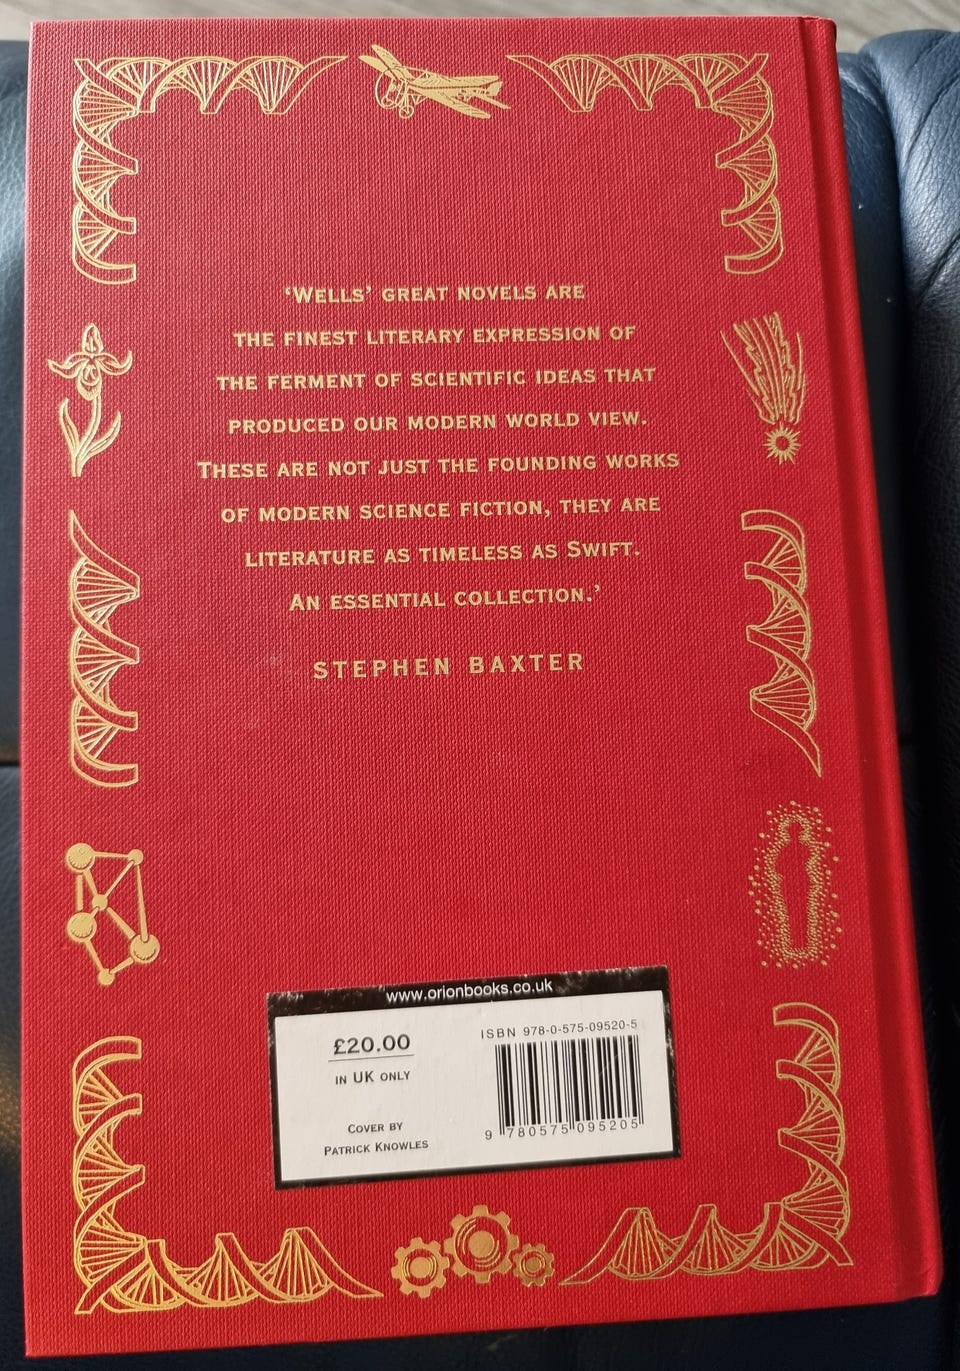 ‘Wells’ great novels are
the finest literary expression of
the ferment of scientific ideas that
produced our modern world view.
These are not just the founding works
of modern science fiction, they are
literature as timeless as Swift.
An essential collection.’
STEPHEN BAXTER
www.orionbooks.co.uk
£20.00
in UK only
Cover by
Patrick Knowles
ISBN 978-0-575-09520-5
9 780575 095205